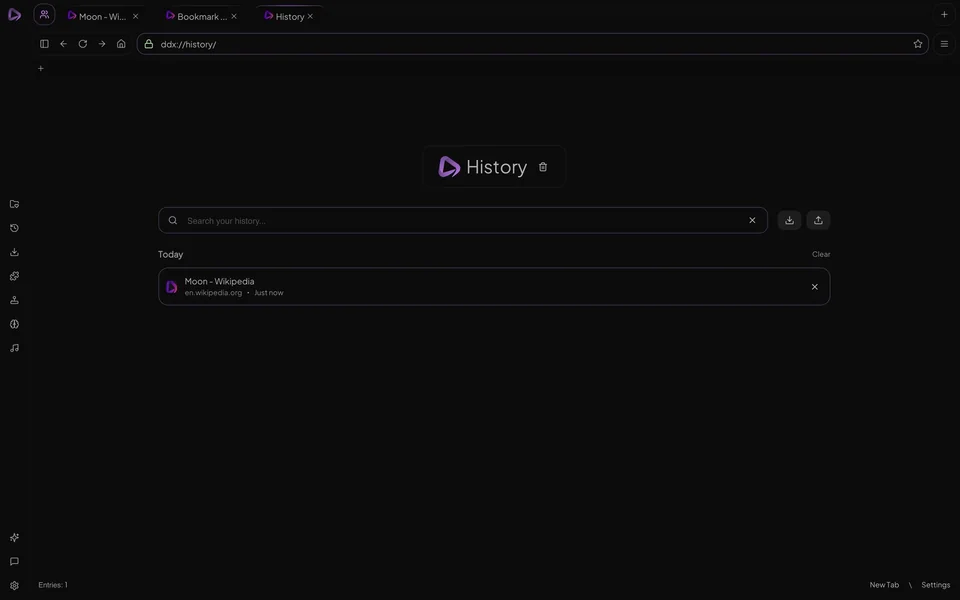 Moon - Wi...
Bookmark ...
History
ddx://history/
History
Search your history...
Today
Clear
Moon - Wikipedia
en.wikipedia.org • Just now
Entries: 1
New Tab \ Settings